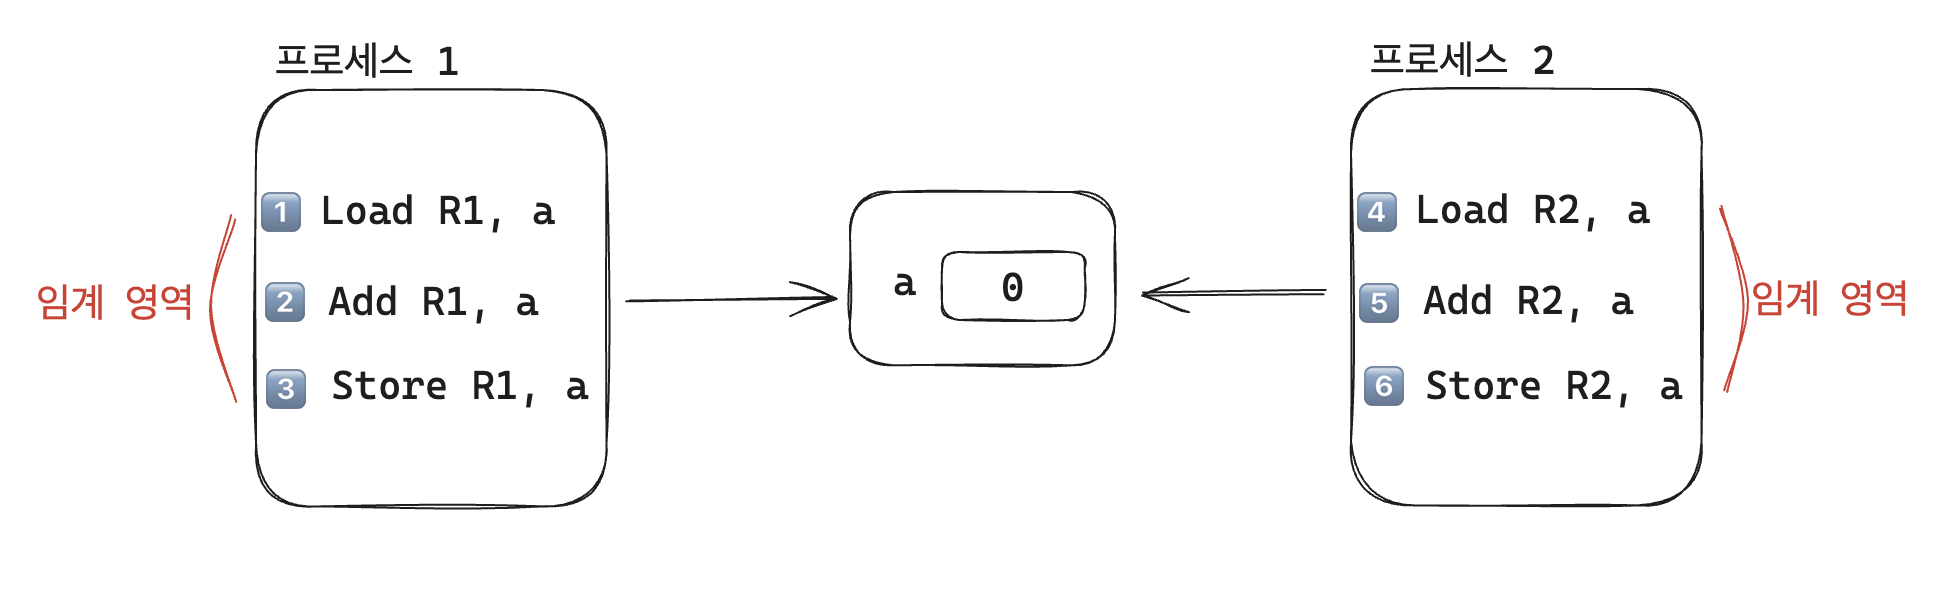 프로세스 1
1 Load R1, a
2 Add R1, a
3 Store R1, a
임계 영역
a 0
프로세스 2
4 Load R2, a
5 Add R2, a
6 Store R2, a
임계 영역